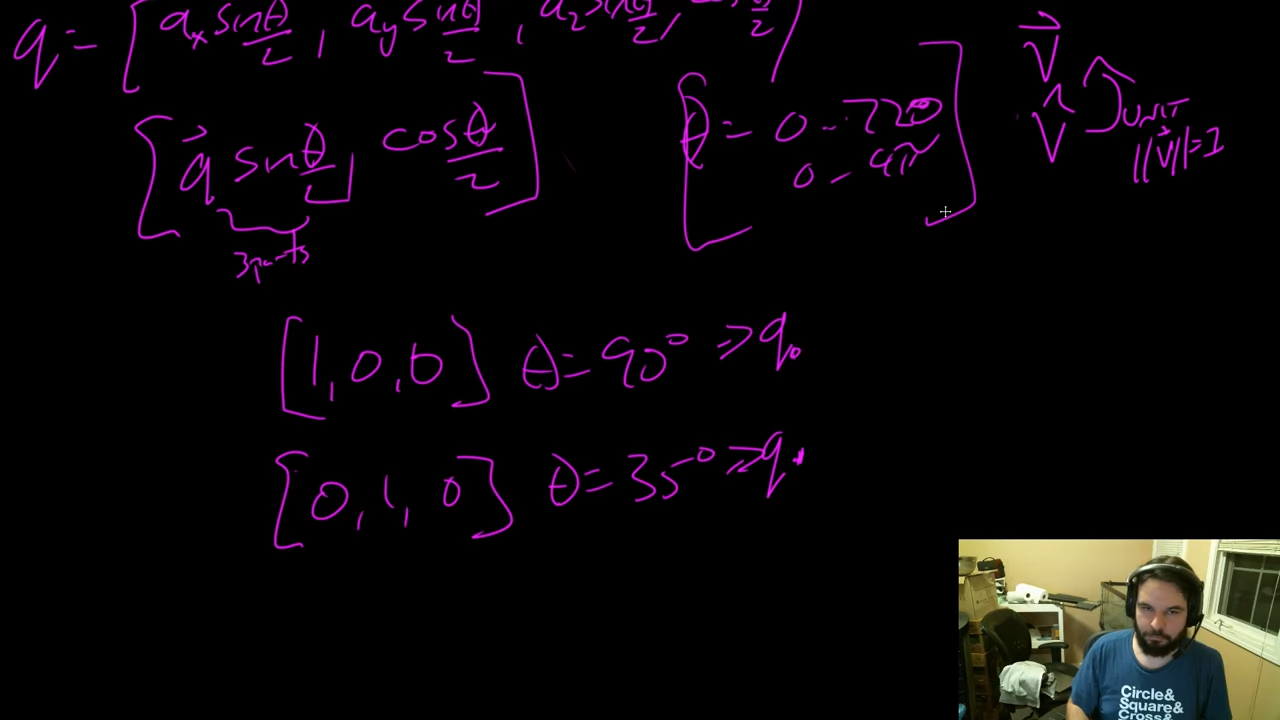 q = [ax sin θ/2, ay sin θ/2, az sin θ/2, θ/2]
[q⃗ sin θ/2, cos θ/2]
[θ = 0 - 720°
0 - 4π]
v⃗
v̂
UNIT
||v⃗||=1
[1, 0, 0] θ = 90° => q₀
[0, 1, 0] θ = 35° => q
Circle&
Square&
Cross&